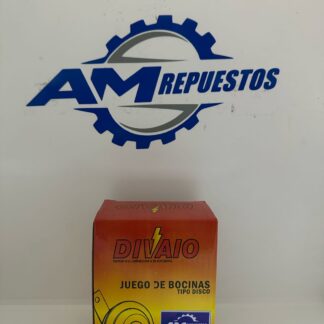 AM REPUESTOS
DIVAIO
JUEGO DE BOCINAS
TIPO DISCO